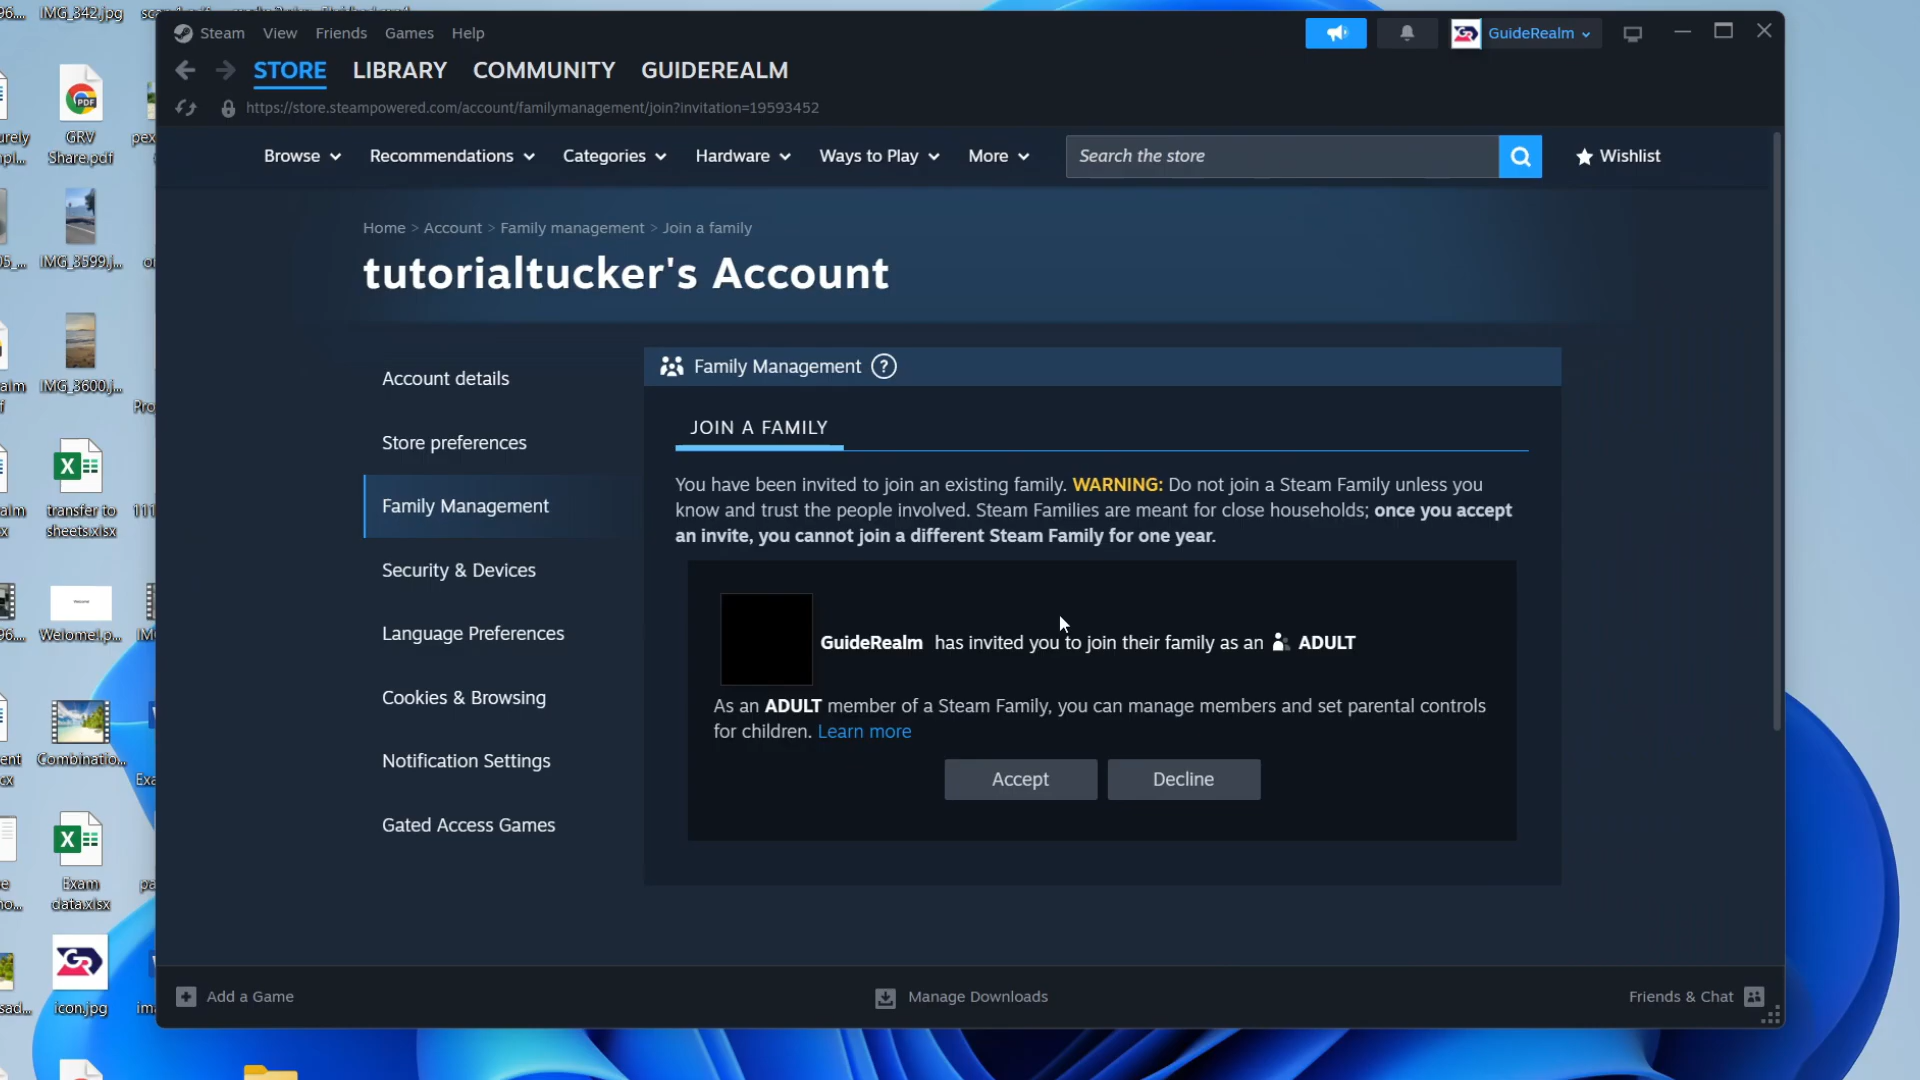 IMG_342.jpg
Steam View Friends Games Help
GuideRealm
STORE LIBRARY COMMUNITY GUIDEREALM
https://store.steampowered.com/account/familymanagement/join?invitation=19593452
Browse Recommendations Categories Hardware Ways to Play More Search the store Wishlist
Home > Account > Family management > Join a family
tutorialtucker's Account
Account details
Store preferences
Family Management
Security & Devices
Language Preferences
Cookies & Browsing
Notification Settings
Gated Access Games
Family Management ?
JOIN A FAMILY
You have been invited to join an existing family. WARNING: Do not join a Steam Family unless you
know and trust the people involved. Steam Families are meant for close households; once you accept
an invite, you cannot join a different Steam Family for one year.
GuideRealm has invited you to join their family as an ADULT
As an ADULT member of a Steam Family, you can manage members and set parental controls
for children. Learn more
Accept Decline
Add a Game Manage Downloads Friends & Chat
PDF
GRV
Share.pdf
IMG_3599.j...
IMG_3600.j...
transfer to
sheets.xlsx
Welome!.p...
Combinatio...
Exam
data.xlsx
icon.jpg